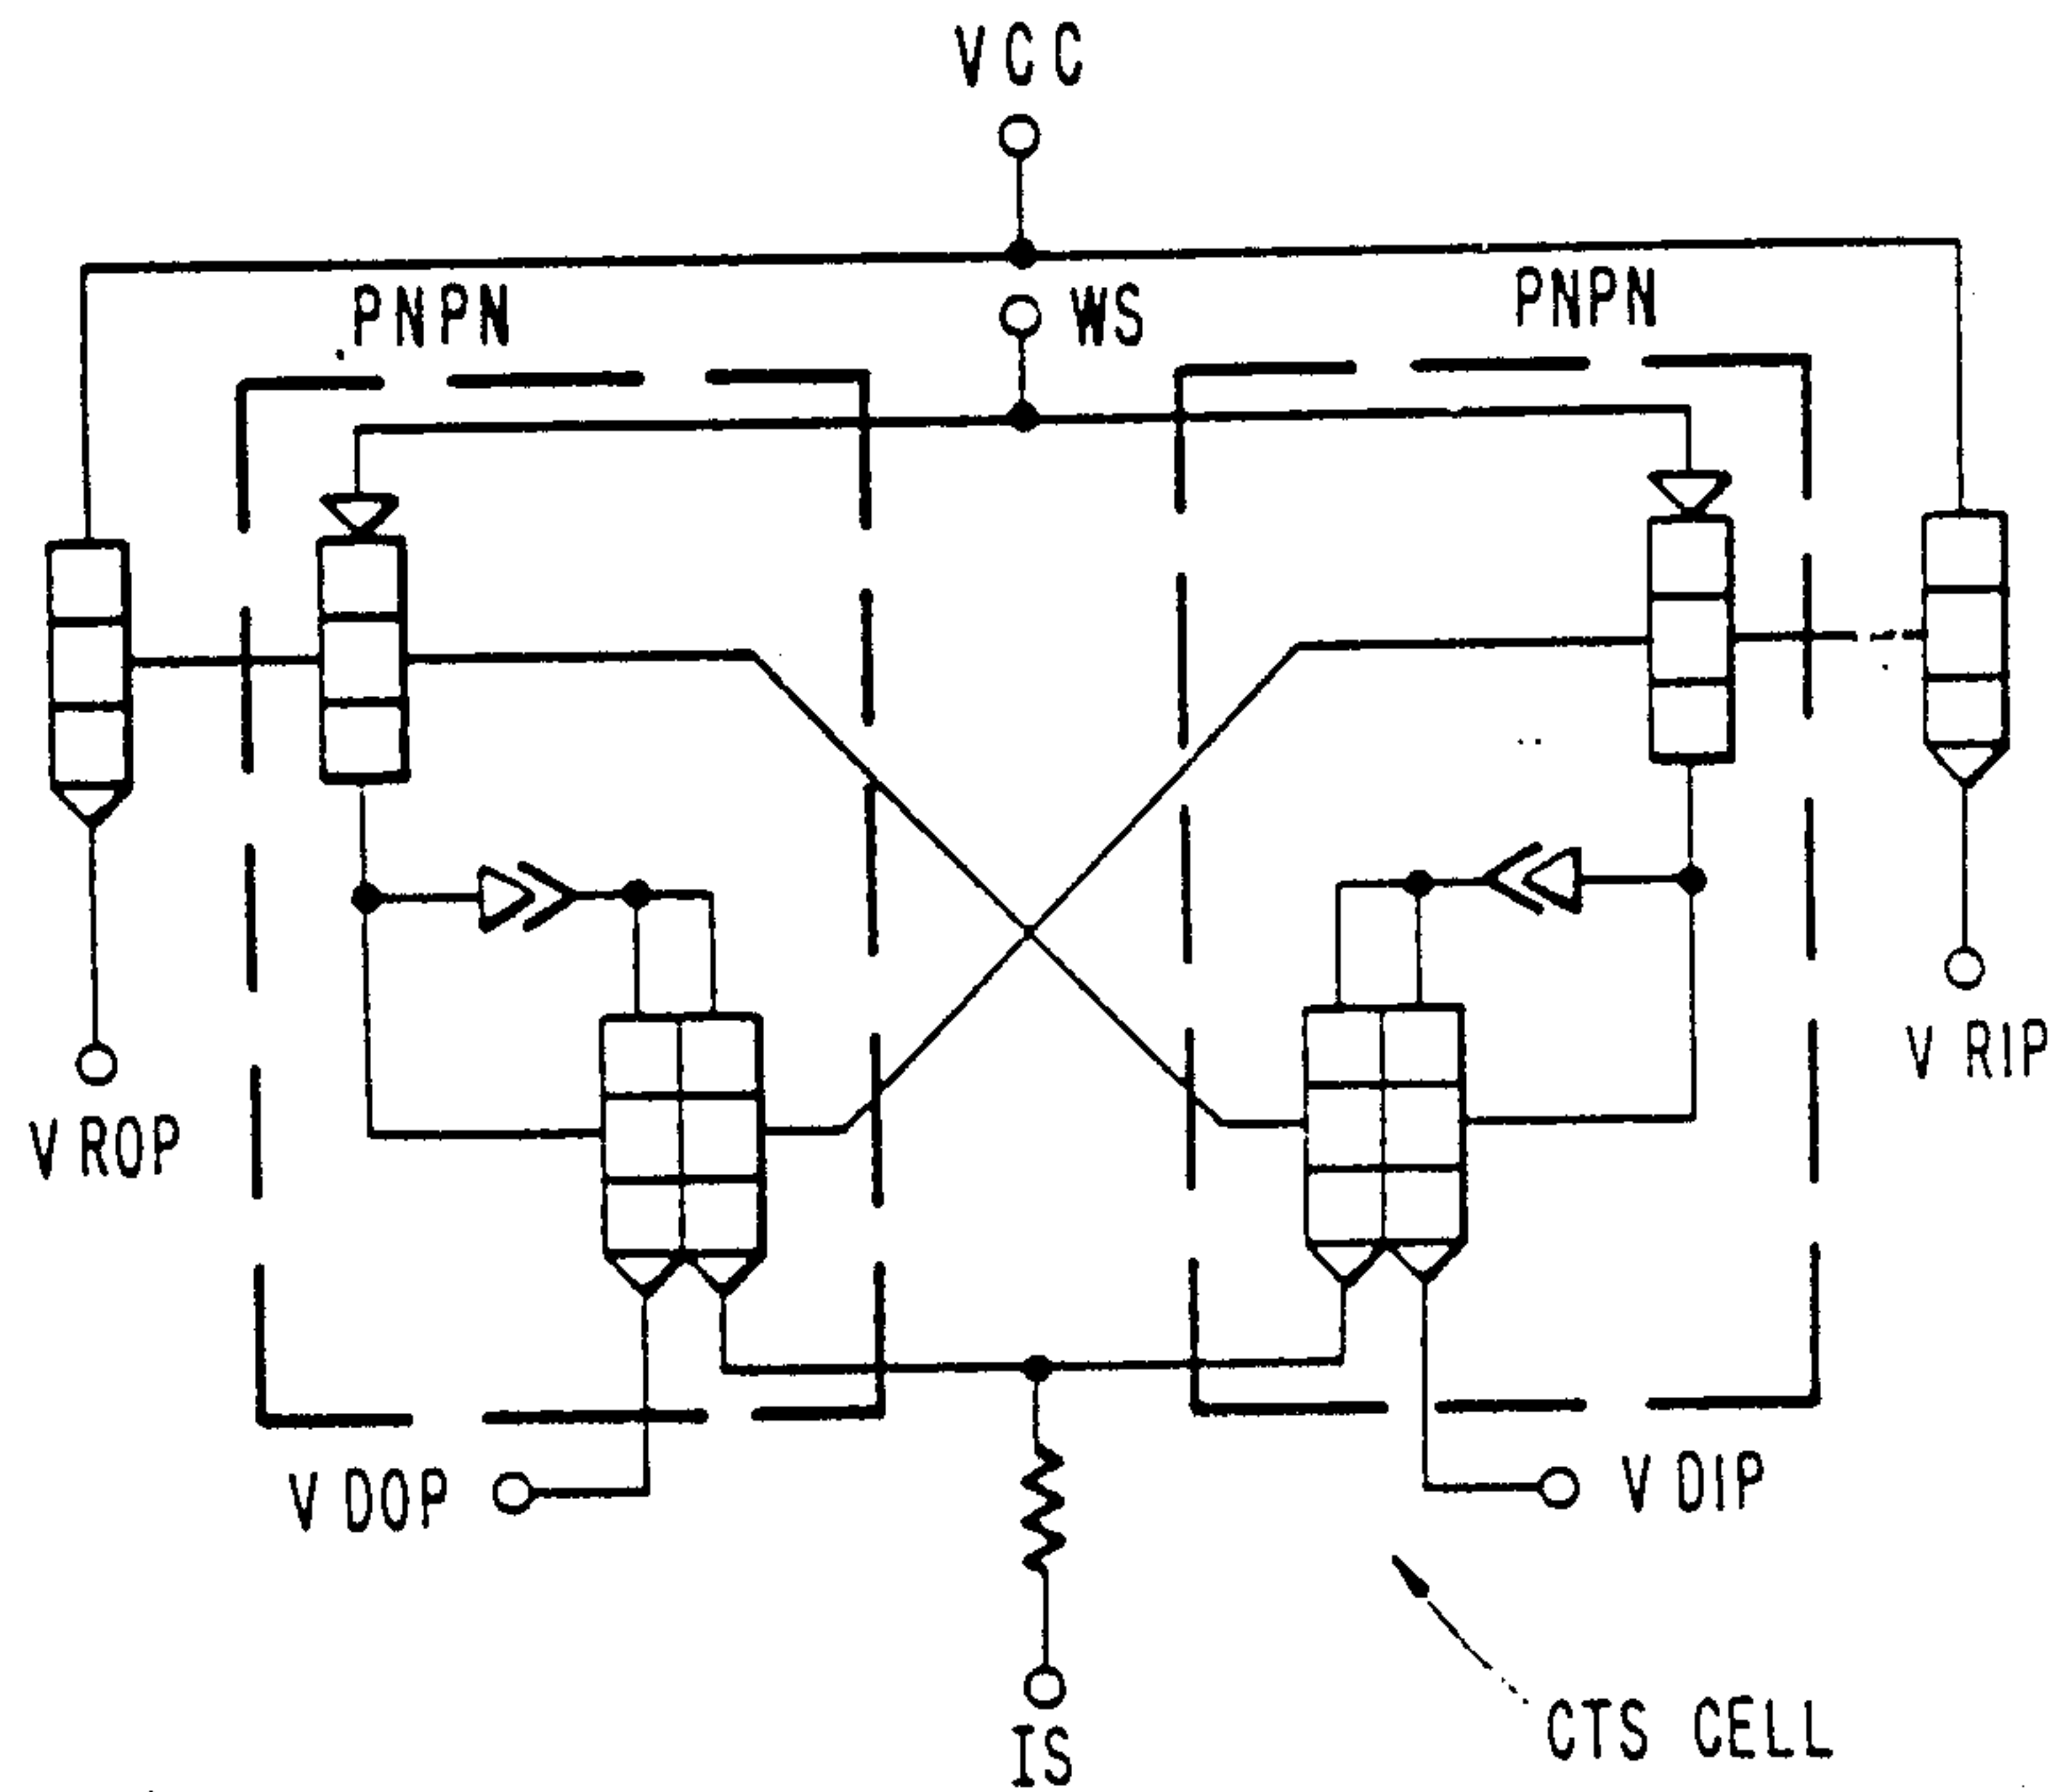 VCC
PNPN
WS
PNPN
V RIP
V ROP
V DOP
V DIP
IS
CTS CELL